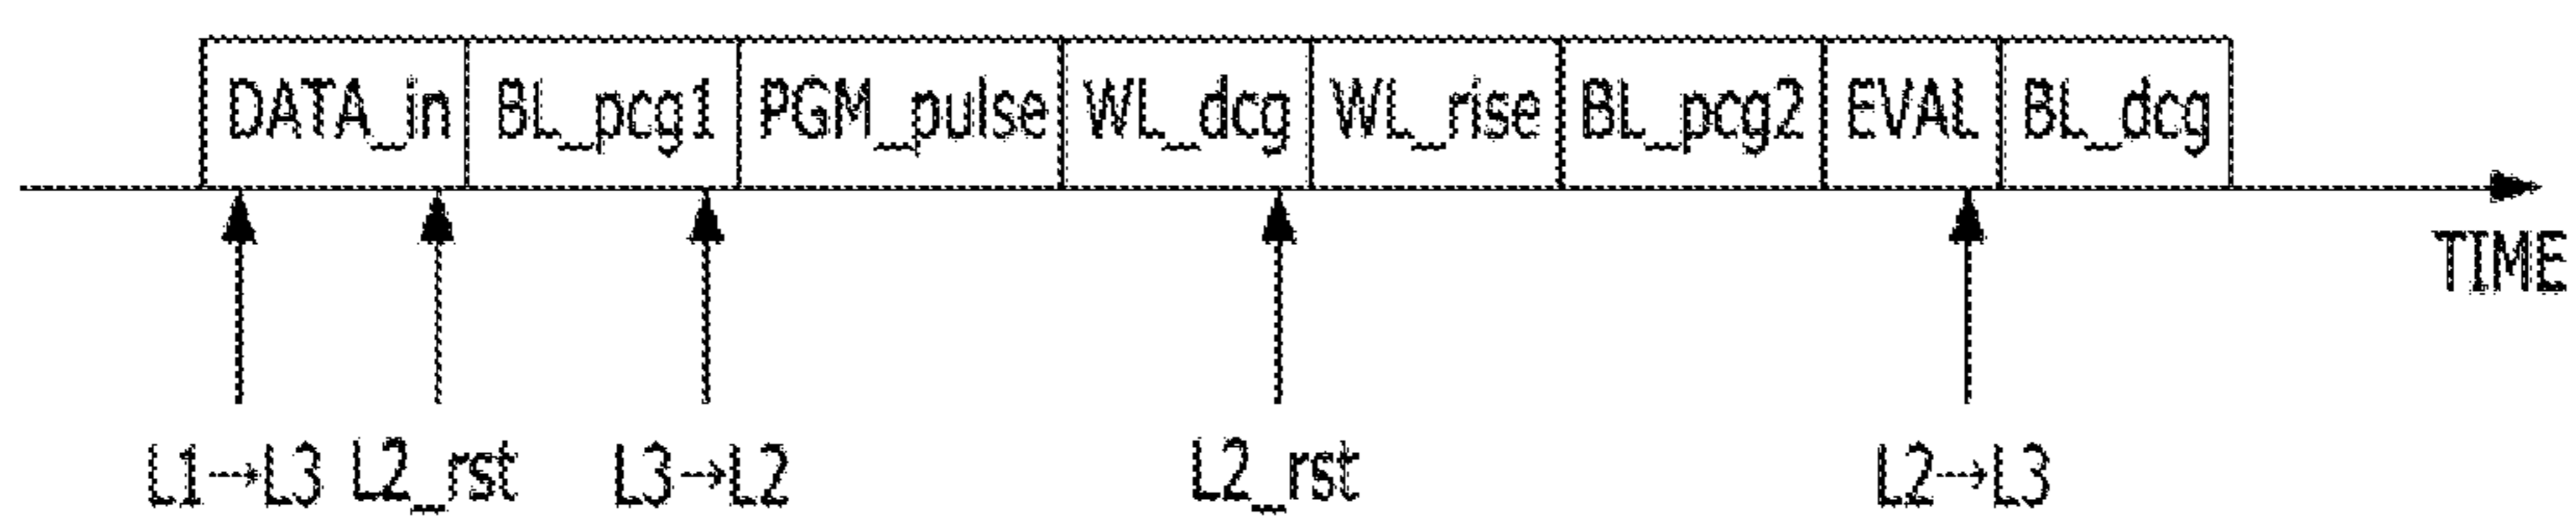 DATA_in BL_pcg1 PGM_pulse WL_dcg WL_rise BL_pcg2 EVAL BL_dcg
TIME
L1→L3 L2_rst L3→L2 L2_rst L2→L3